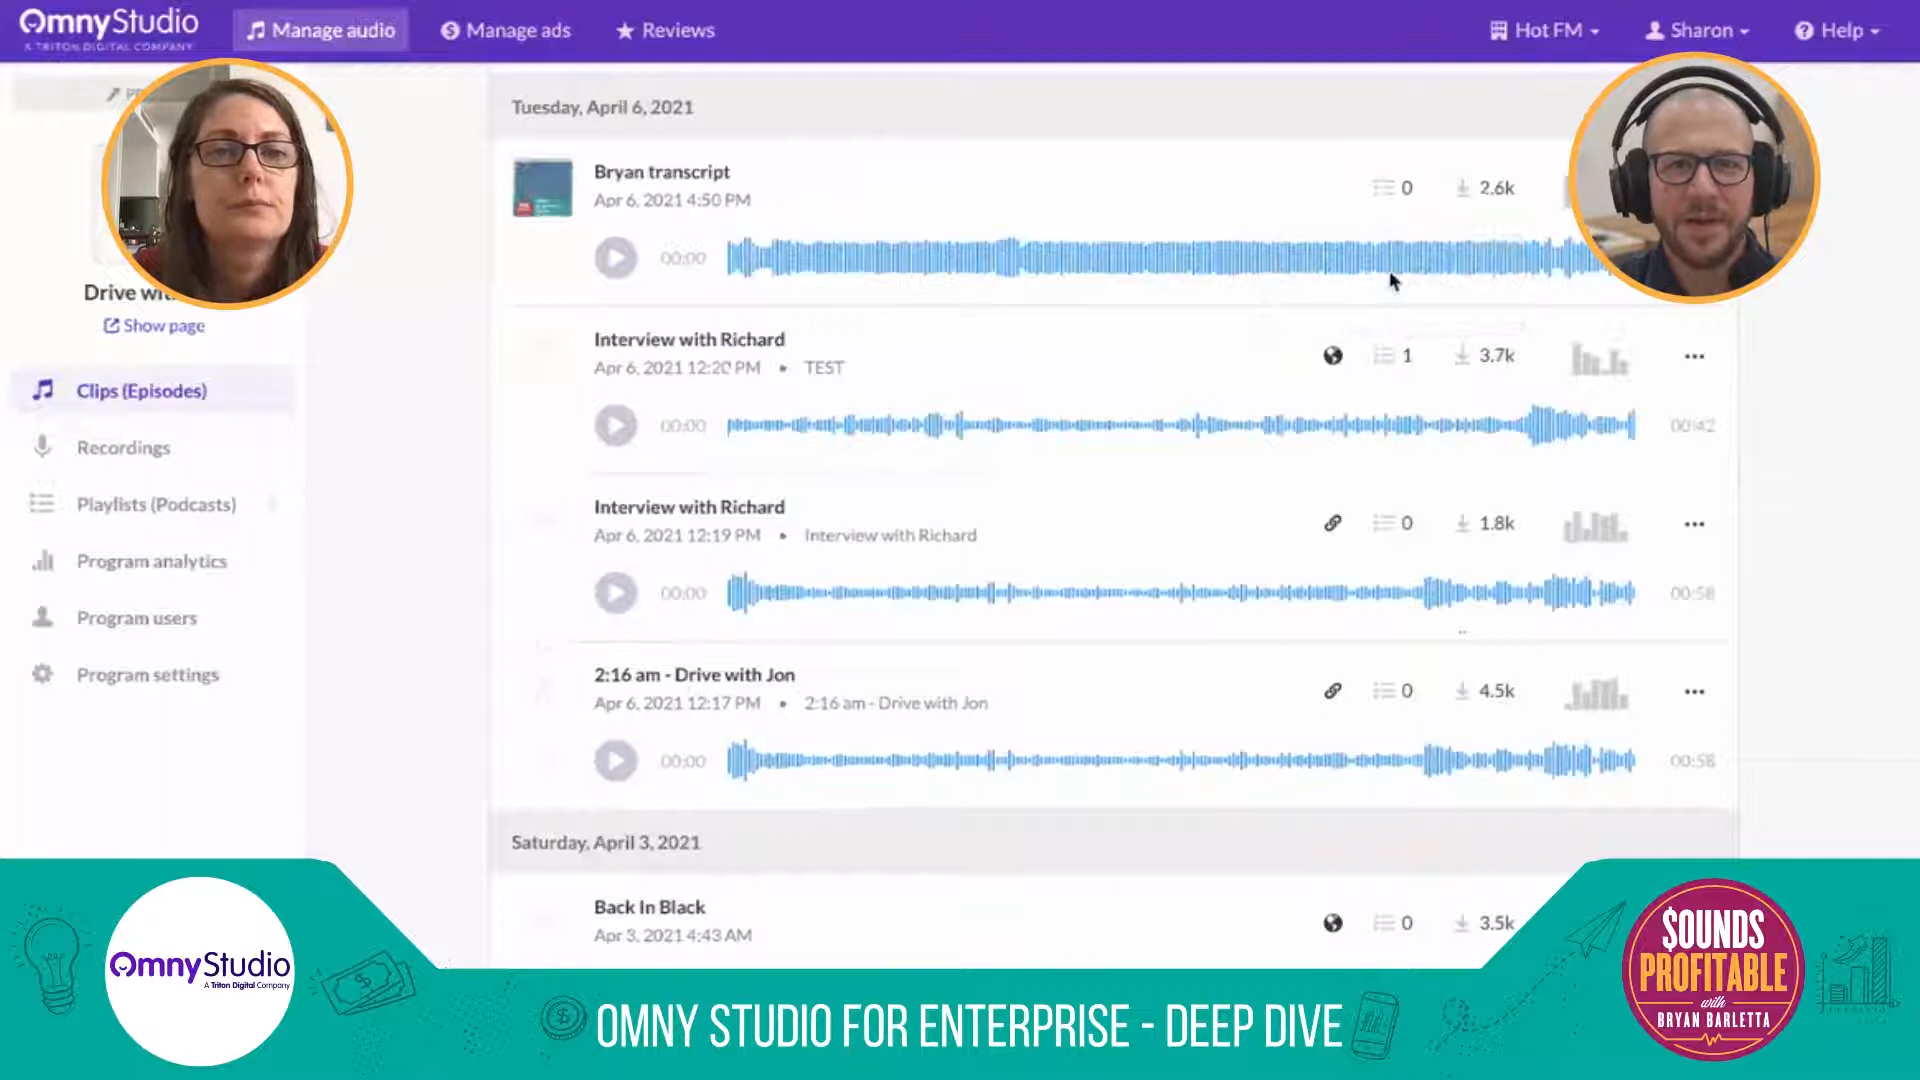 OmnyStudio
A TRITON DIGITAL COMPANY
Manage audio
Manage ads
Reviews
Hot FM
Sharon
Help
Tuesday, April 6, 2021
Bryan transcript
Apr 6, 2021 4:50 PM
0
2.6k
00:00
Show page
Drive
Interview with Richard
Apr 6, 2021 12:20 PM • TEST
1
3.7k
00:00
00:42
Clips (Episodes)
Recordings
Playlists (Podcasts)
Program analytics
Program users
Program settings
Interview with Richard
Apr 6, 2021 12:19 PM • Interview with Richard
0
1.8k
00:00
00:58
2:16 am - Drive with Jon
Apr 6, 2021 12:17 PM • 2:16 am - Drive with Jon
0
4.5k
00:00
00:58
Saturday, April 3, 2021
Back In Black
Apr 3, 2021 4:43 AM
0
3.5k
OmnyStudio
A Triton Digital Company
OMNY STUDIO FOR ENTERPRISE - DEEP DIVE
$OUNDS
PROFITABLE
with
BRYAN BARLETTA